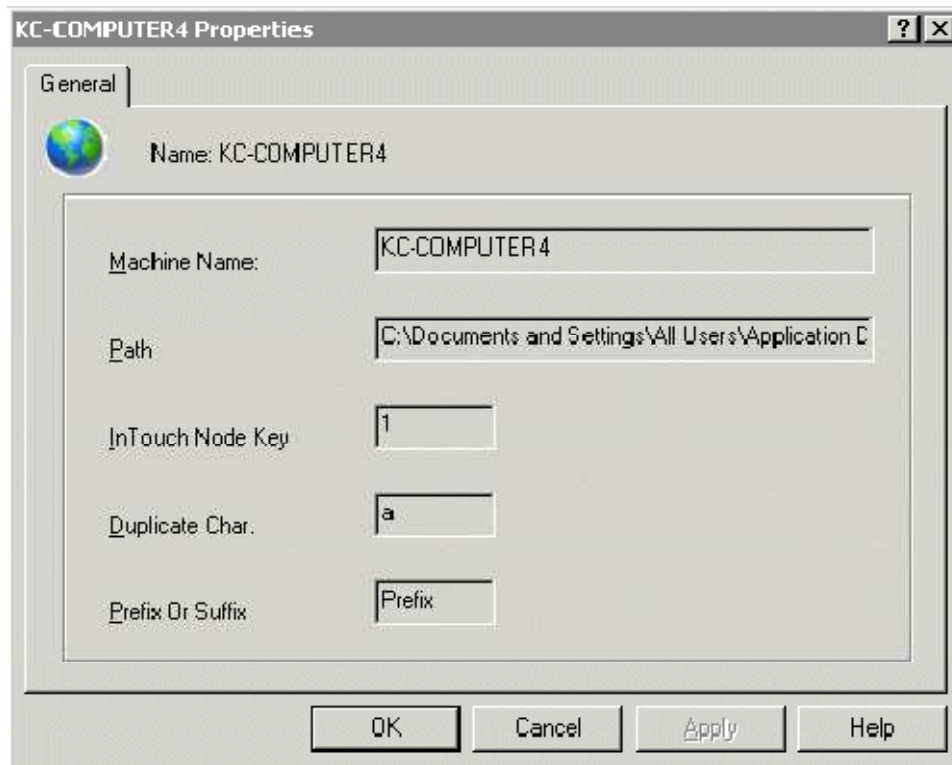 KC-COMPUTER4 Properties
? X
General
Name: KC-COMPUTER4
Machine Name: KC-COMPUTER4
Path C:\Documents and Settings\All Users\Application D
InTouch Node Key 1
Duplicate Char. a
Prefix Or Suffix Prefix
OK Cancel Apply Help